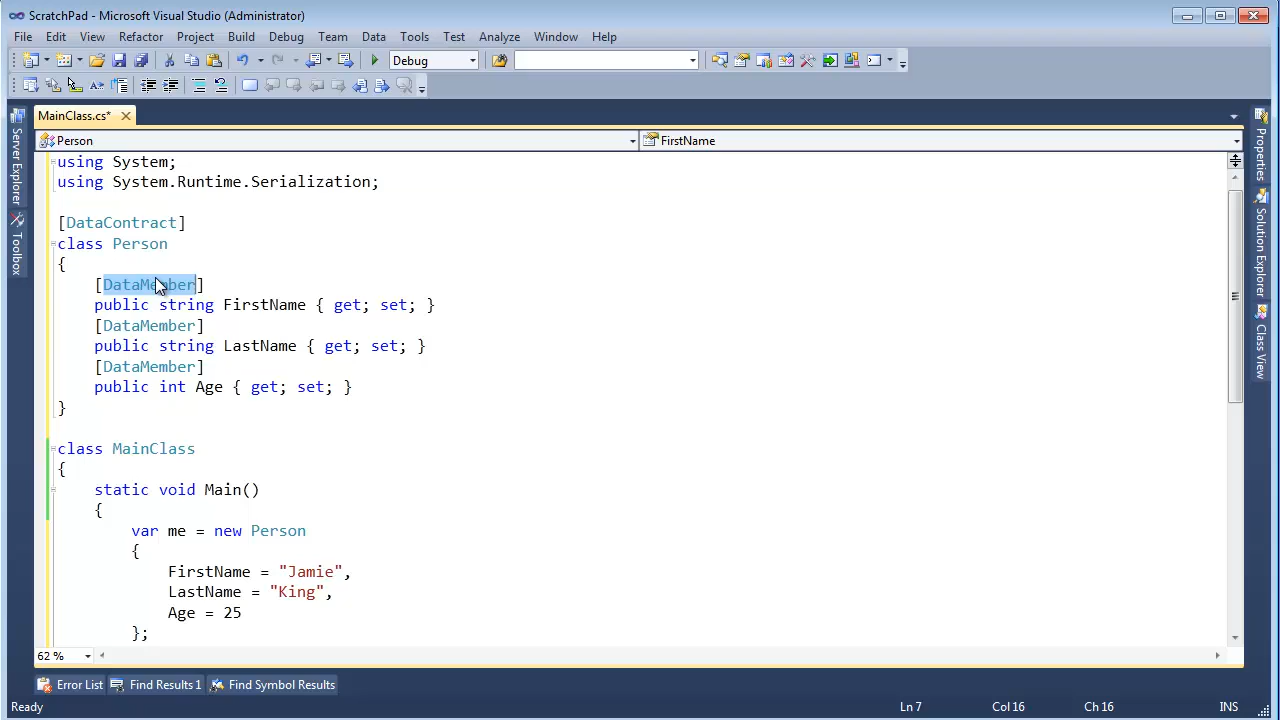 ScratchPad - Microsoft Visual Studio (Administrator)
File Edit View Refactor Project Build Debug Team Data Tools Test Analyze Window Help
Debug
MainClass.cs*
Person FirstName
Server Explorer
Toolbox
using System;
using System.Runtime.Serialization;
[DataContract]
class Person
{
[DataMember]
public string FirstName { get; set; }
[DataMember]
public string LastName { get; set; }
[DataMember]
public int Age { get; set; }
}
class MainClass
{
static void Main()
{
var me = new Person
{
FirstName = "Jamie",
LastName = "King",
Age = 25
};
Properties
Solution Explorer
Class View
62 %
Error List Find Results 1 Find Symbol Results
Ready Ln 7 Col 16 Ch 16 INS